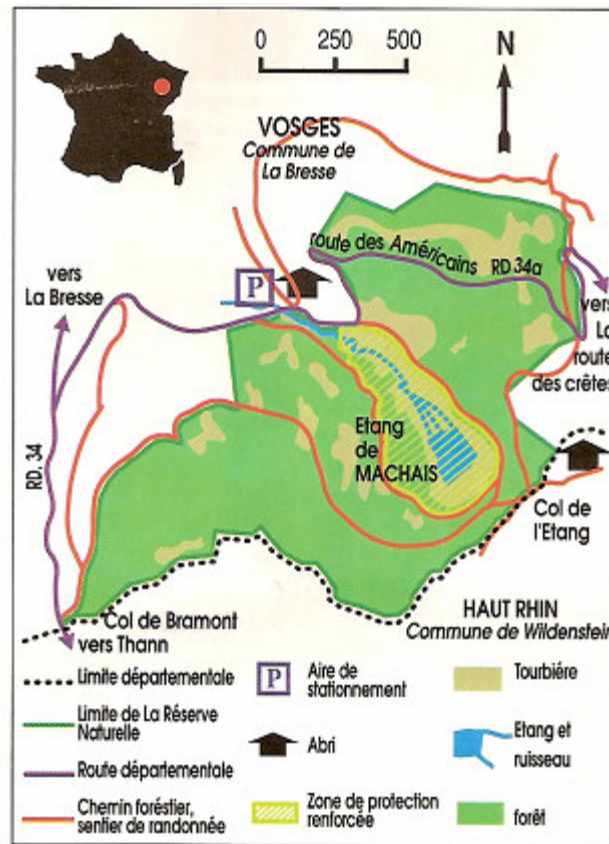 0 250 500
N
VOSGES
Commune de
La Bresse
route des Américains RD 34a
P
vers
La Bresse
vers
La
route
des crêtes
RD. 34
Etang
de
MACHAIS
Col de
l'Etang
HAUT RHIN
Commune de Wildenstein
Col de Bramont
vers Thann
Limite départementale
Limite de La Réserve
Naturelle
Route départementale
Chemin foréstier,
sentier de randonnée
P
Aire de
stationnement
Abri
Zone de protection
renforcée
Tourbière
Etang et
ruisseau
forêt